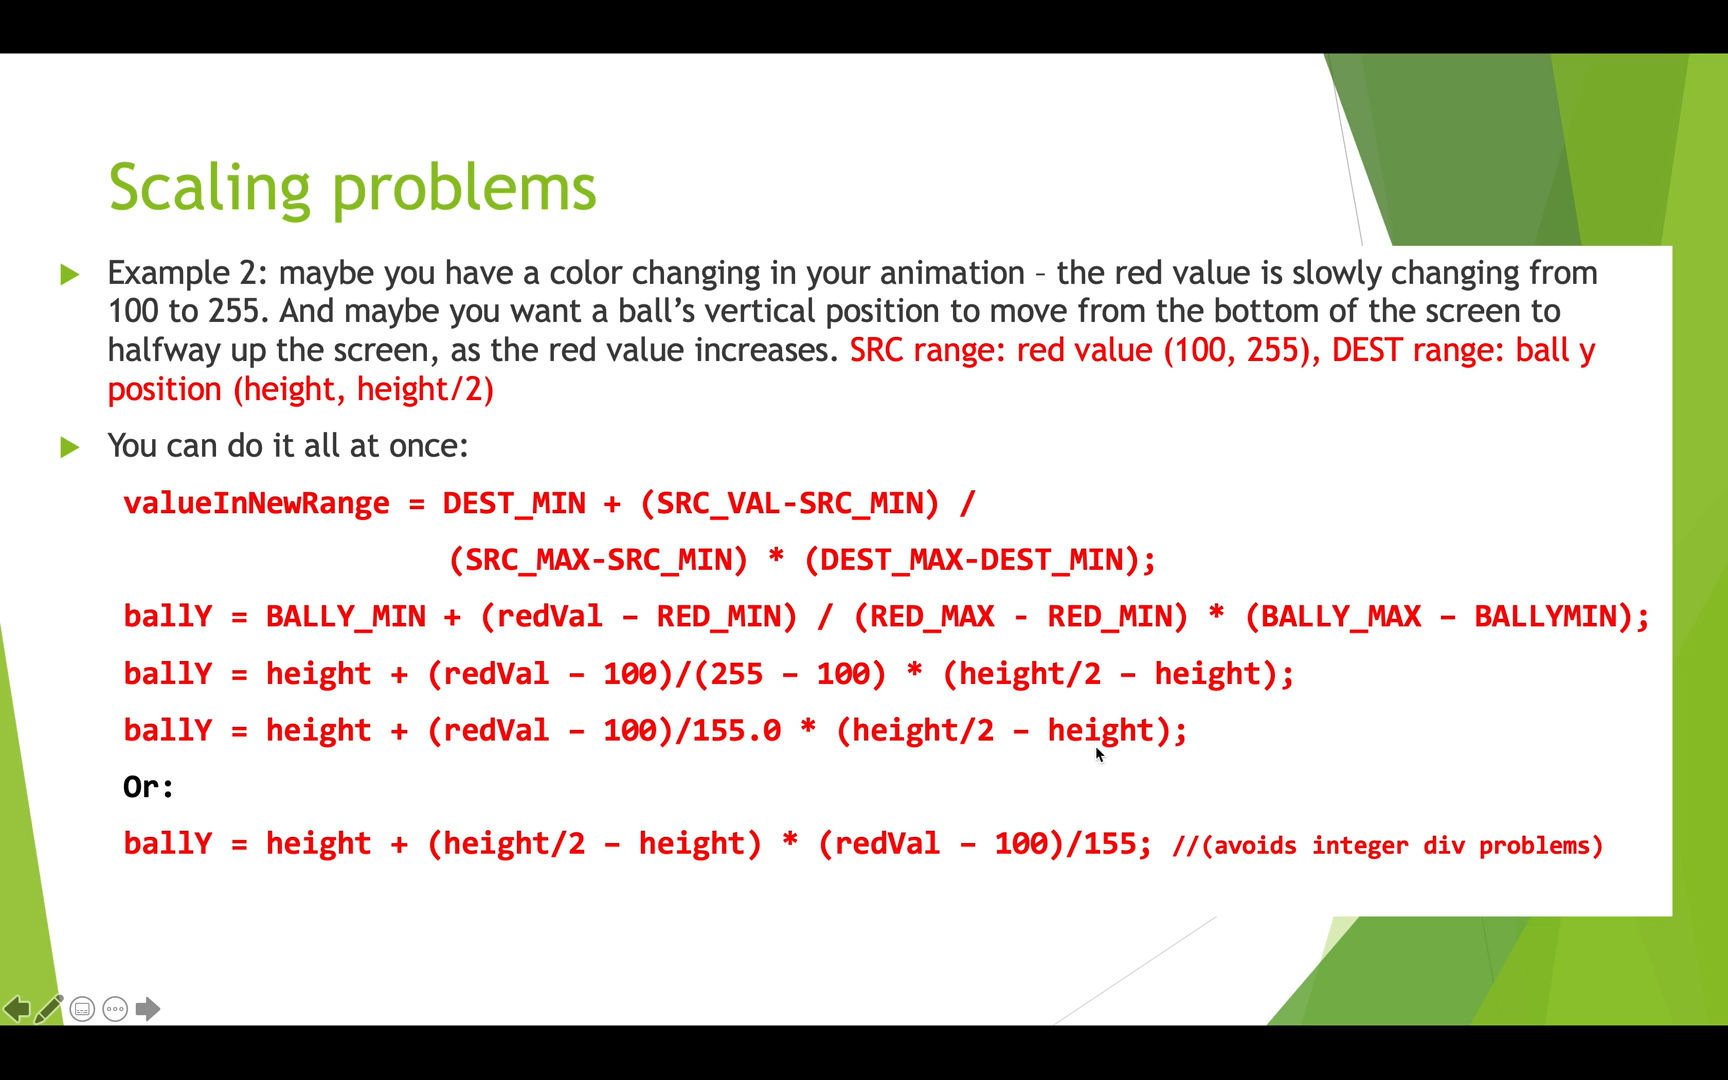 Scaling problems
Example 2: maybe you have a color changing in your animation – the red value is slowly changing from
100 to 255. And maybe you want a ball’s vertical position to move from the bottom of the screen to
halfway up the screen, as the red value increases. SRC range: red value (100, 255), DEST range: ball y
position (height, height/2)
You can do it all at once:
valueInNewRange = DEST_MIN + (SRC_VAL-SRC_MIN) /
(SRC_MAX-SRC_MIN) * (DEST_MAX-DEST_MIN);
ballY = BALLY_MIN + (redVal – RED_MIN) / (RED_MAX - RED_MIN) * (BALLY_MAX – BALLYMIN);
ballY = height + (redVal – 100)/(255 – 100) * (height/2 – height);
ballY = height + (redVal – 100)/155.0 * (height/2 – height);
Or:
ballY = height + (height/2 – height) * (redVal – 100)/155; //(avoids integer div problems)